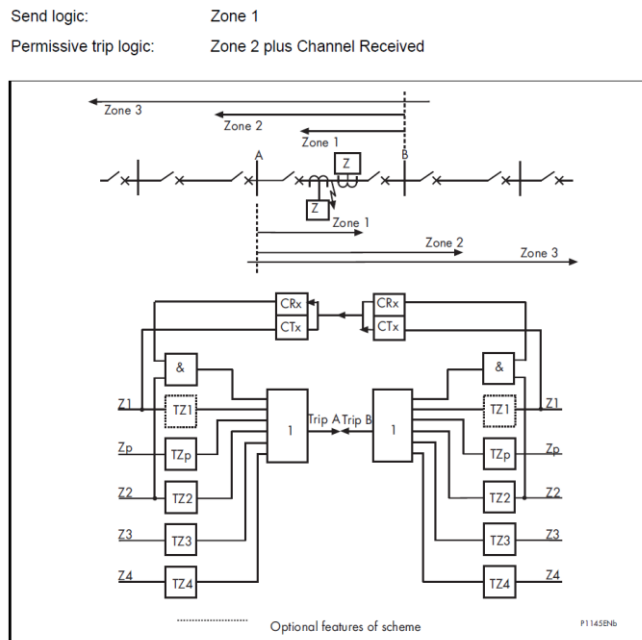 Send logic: Zone 1
Permissive trip logic: Zone 2 plus Channel Received
Zone 3
Zone 2
Zone 1
A B
Z
Z
Zone 1
Zone 2
Zone 3
CRx CRx
CTx CTx
& &
Z1 TZ1 TZ1 Z1
1 Trip A Trip B 1
Zp TZp TZp Zp
Z2 TZ2 TZ2 Z2
Z3 TZ3 TZ3 Z3
Z4 TZ4 TZ4 Z4
Optional features of scheme
P1145ENb